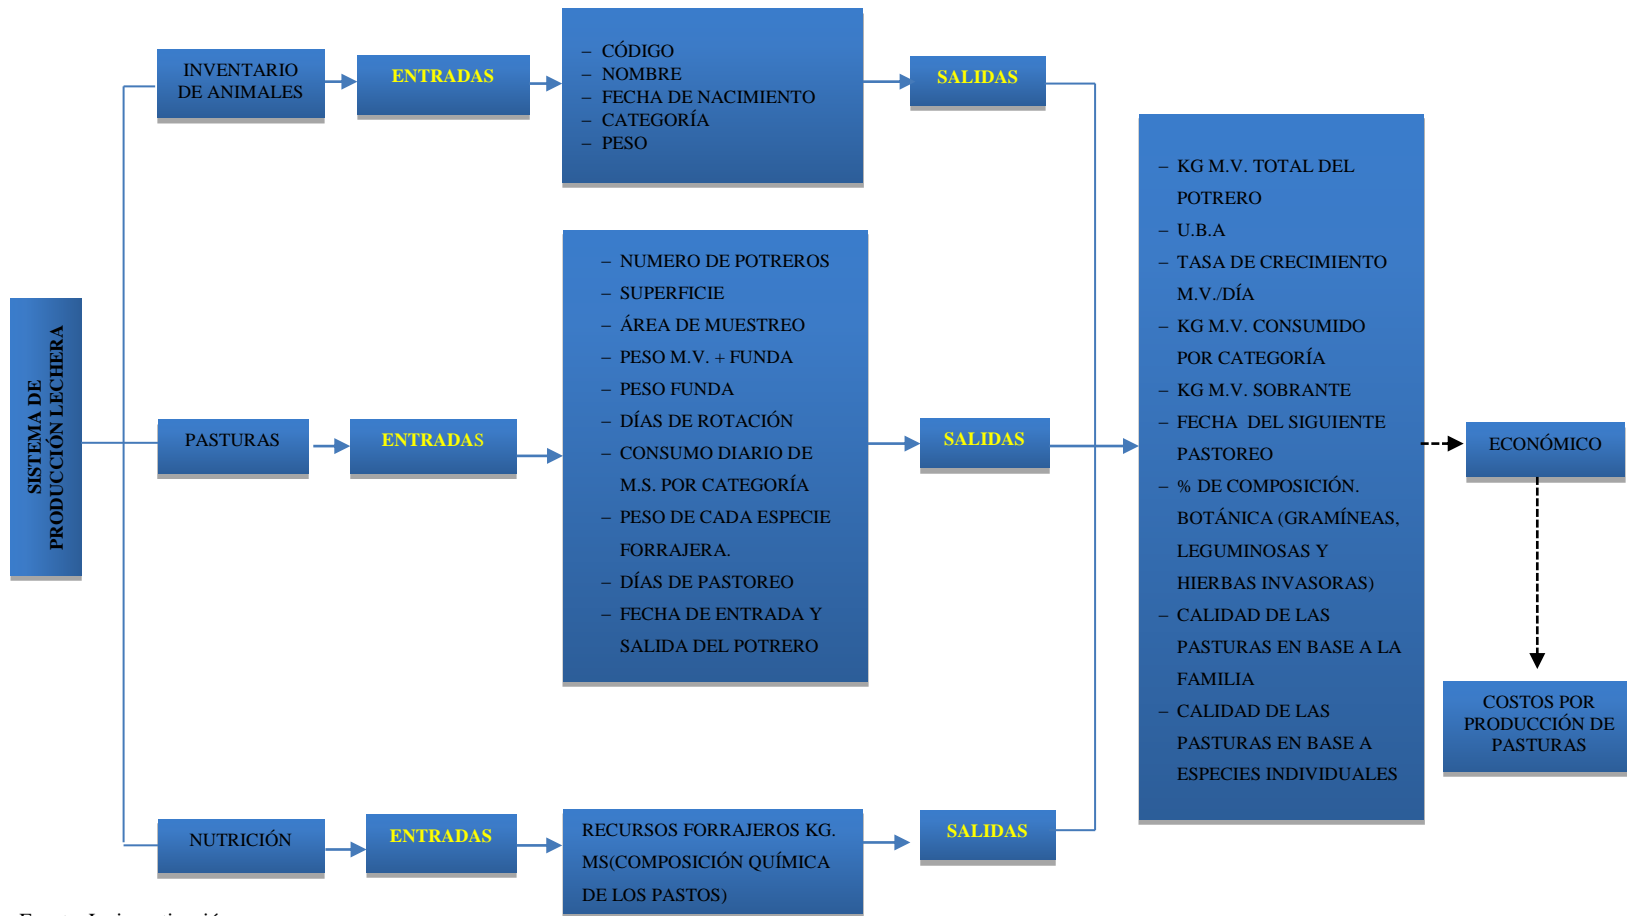 SISTEMA DE
PRODUCCIÓN LECHERA
INVENTARIO
DE ANIMALES
ENTRADAS
– CÓDIGO
– NOMBRE
– FECHA DE NACIMIENTO
– CATEGORÍA
– PESO
SALIDAS
PASTURAS
ENTRADAS
– NUMERO DE POTREROS
– SUPERFICIE
– ÁREA DE MUESTREO
– PESO M.V. + FUNDA
– PESO FUNDA
– DÍAS DE ROTACIÓN
– CONSUMO DIARIO DE
M.S. POR CATEGORÍA
– PESO DE CADA ESPECIE
FORRAJERA.
– DÍAS DE PASTOREO
– FECHA DE ENTRADA Y
SALIDA DEL POTRERO
SALIDAS
NUTRICIÓN
ENTRADAS
RECURSOS FORRAJEROS KG.
MS(COMPOSICIÓN QUÍMICA
DE LOS PASTOS)
SALIDAS
– KG M.V. TOTAL DEL
POTRERO
– U.B.A
– TASA DE CRECIMIENTO
M.V./DÍA
– KG M.V. CONSUMIDO
POR CATEGORÍA
– KG M.V. SOBRANTE
– FECHA DEL SIGUIENTE
PASTOREO
– % DE COMPOSICIÓN.
BOTÁNICA (GRAMÍNEAS,
LEGUMINOSAS Y
HIERBAS INVASORAS)
– CALIDAD DE LAS
PASTURAS EN BASE A LA
FAMILIA
– CALIDAD DE LAS
PASTURAS EN BASE A
ESPECIES INDIVIDUALES
ECONÓMICO
COSTOS POR
PRODUCCIÓN DE
PASTURAS